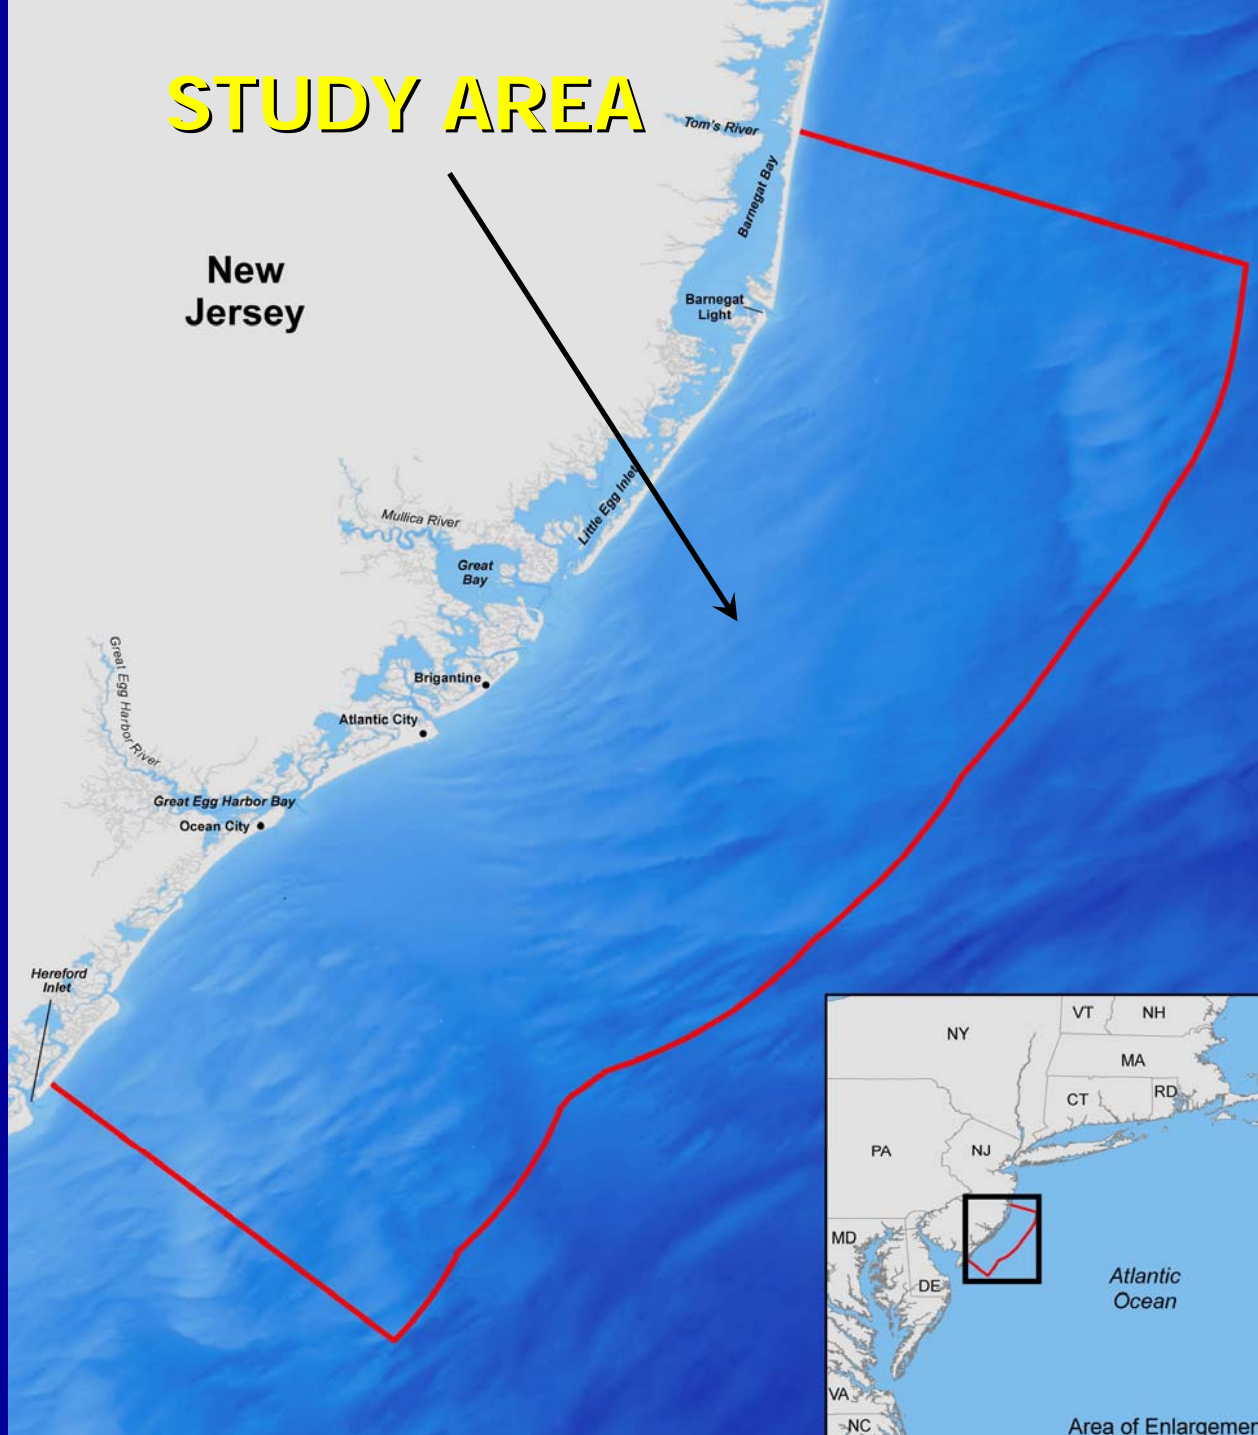 STUDY AREA
Tom's River
Barnegat Bay
New
Jersey
Barnegat
Light
Little Egg Inlet
Mullica River
Great
Bay
Great Egg Harbor River
Brigantine
Atlantic City
Great Egg Harbor Bay
Ocean City
Hereford
Inlet
VT
NH
NY
MA
CT
RD
PA
NJ
MD
DE
Atlantic
Ocean
VA
NC
Area of Enlargemen